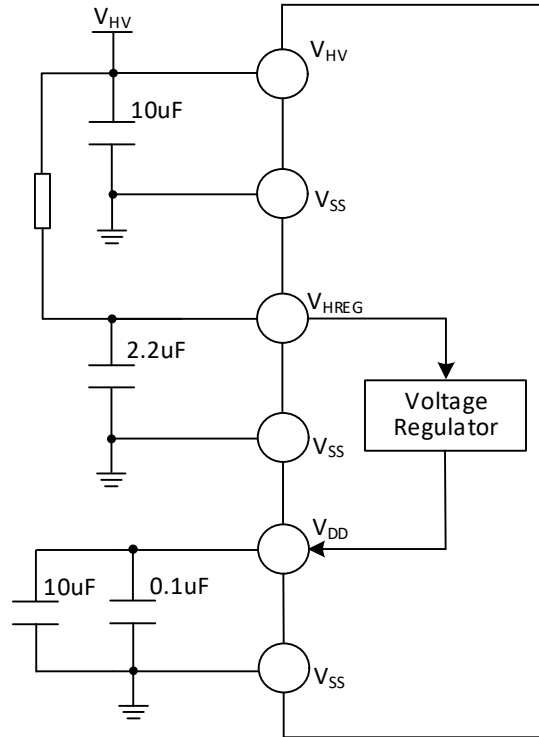 V_HV
V_HV
10uF
V_SS
V_HREG
2.2uF
Voltage
Regulator
V_SS
V_DD
10uF
0.1uF
V_SS